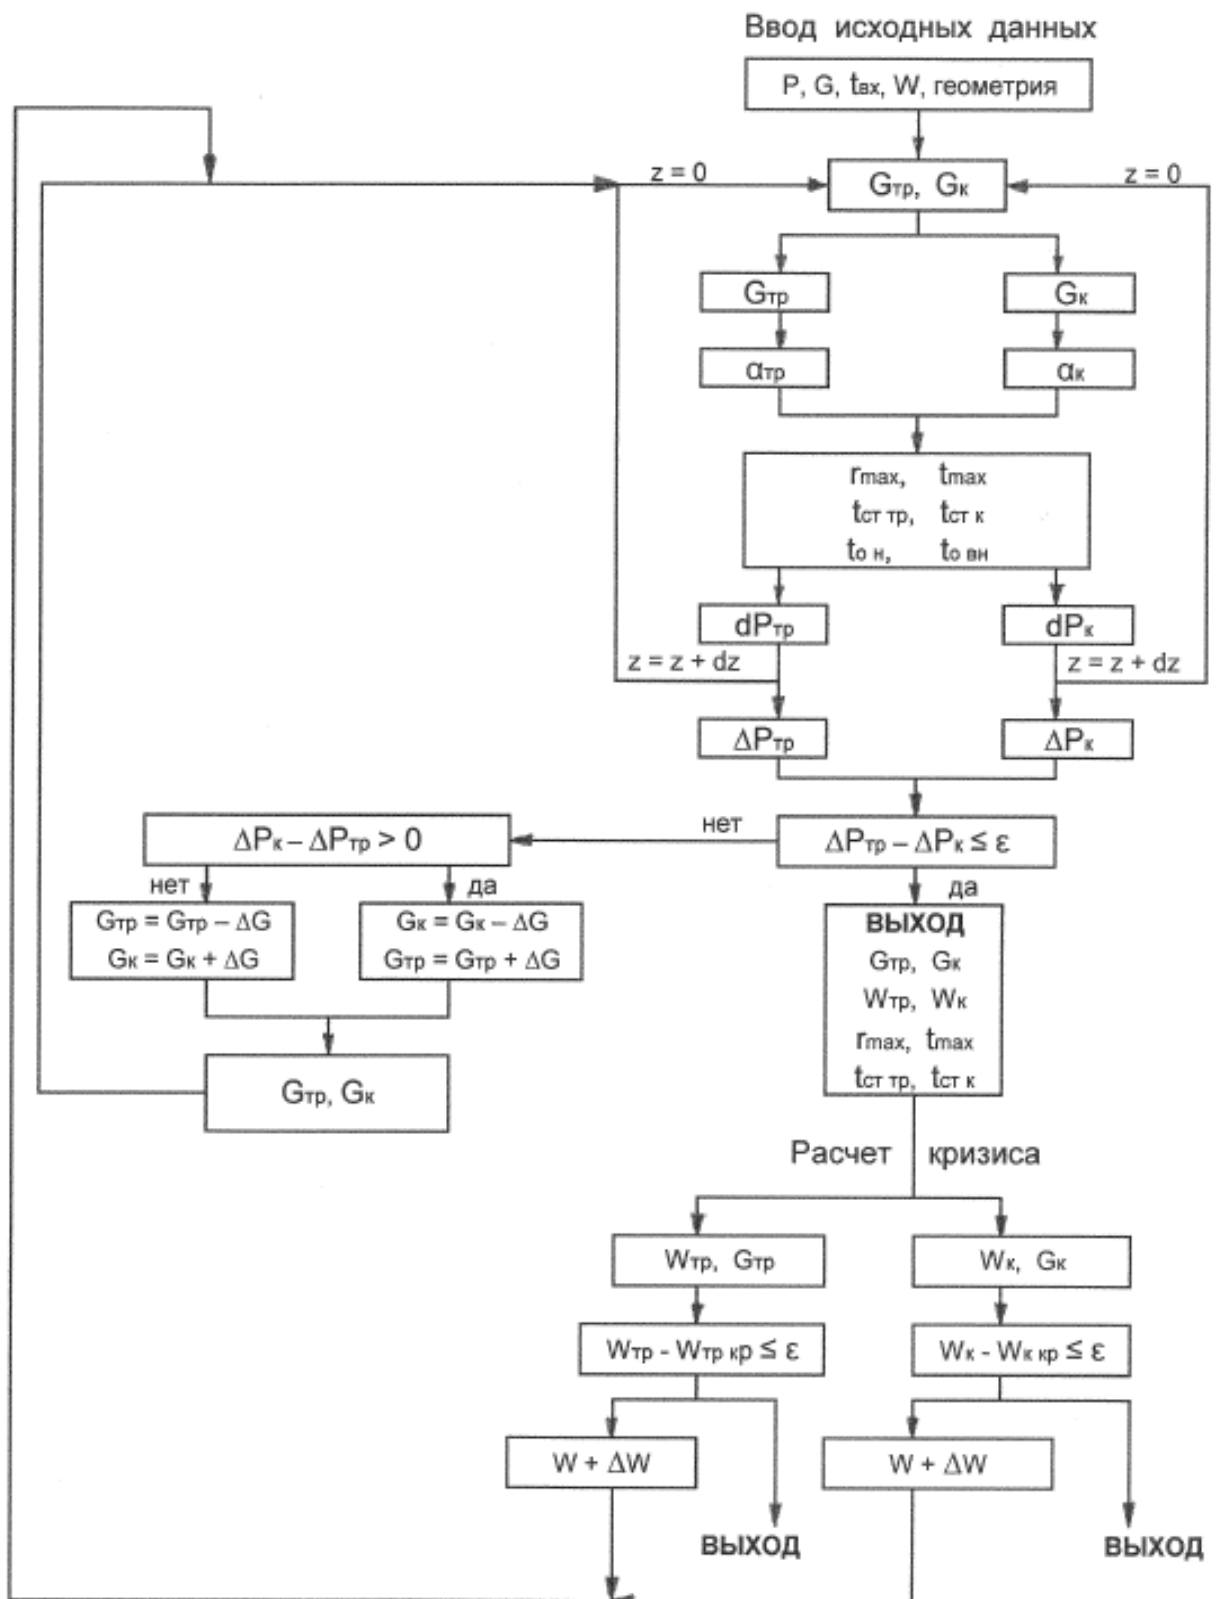 Ввод исходных данных
P, G, tвх, W, геометрия
z = 0
Gтр, Gк
z = 0
Gтр
Gк
αтр
αк
rmax, tmax
tст тр, tст к
tо н, tо вн
dPтр
dPк
z = z + dz
z = z + dz
ΔPтр
ΔPк
ΔPк – ΔPтр > 0
нет
ΔPтр – ΔPк ≤ ε
нет
да
да
Gтр = Gтр – ΔG
Gк = Gк + ΔG
Gк = Gк – ΔG
Gтр = Gтр + ΔG
ВЫХОД
Gтр, Gк
Wтр, Wк
rmax, tmax
tст тр, tст к
Gтр, Gк
Расчет кризиса
Wтр, Gтр
Wк, Gк
Wтр - Wтр кр ≤ ε
Wк - Wк кр ≤ ε
W + ΔW
W + ΔW
ВЫХОД
ВЫХОД